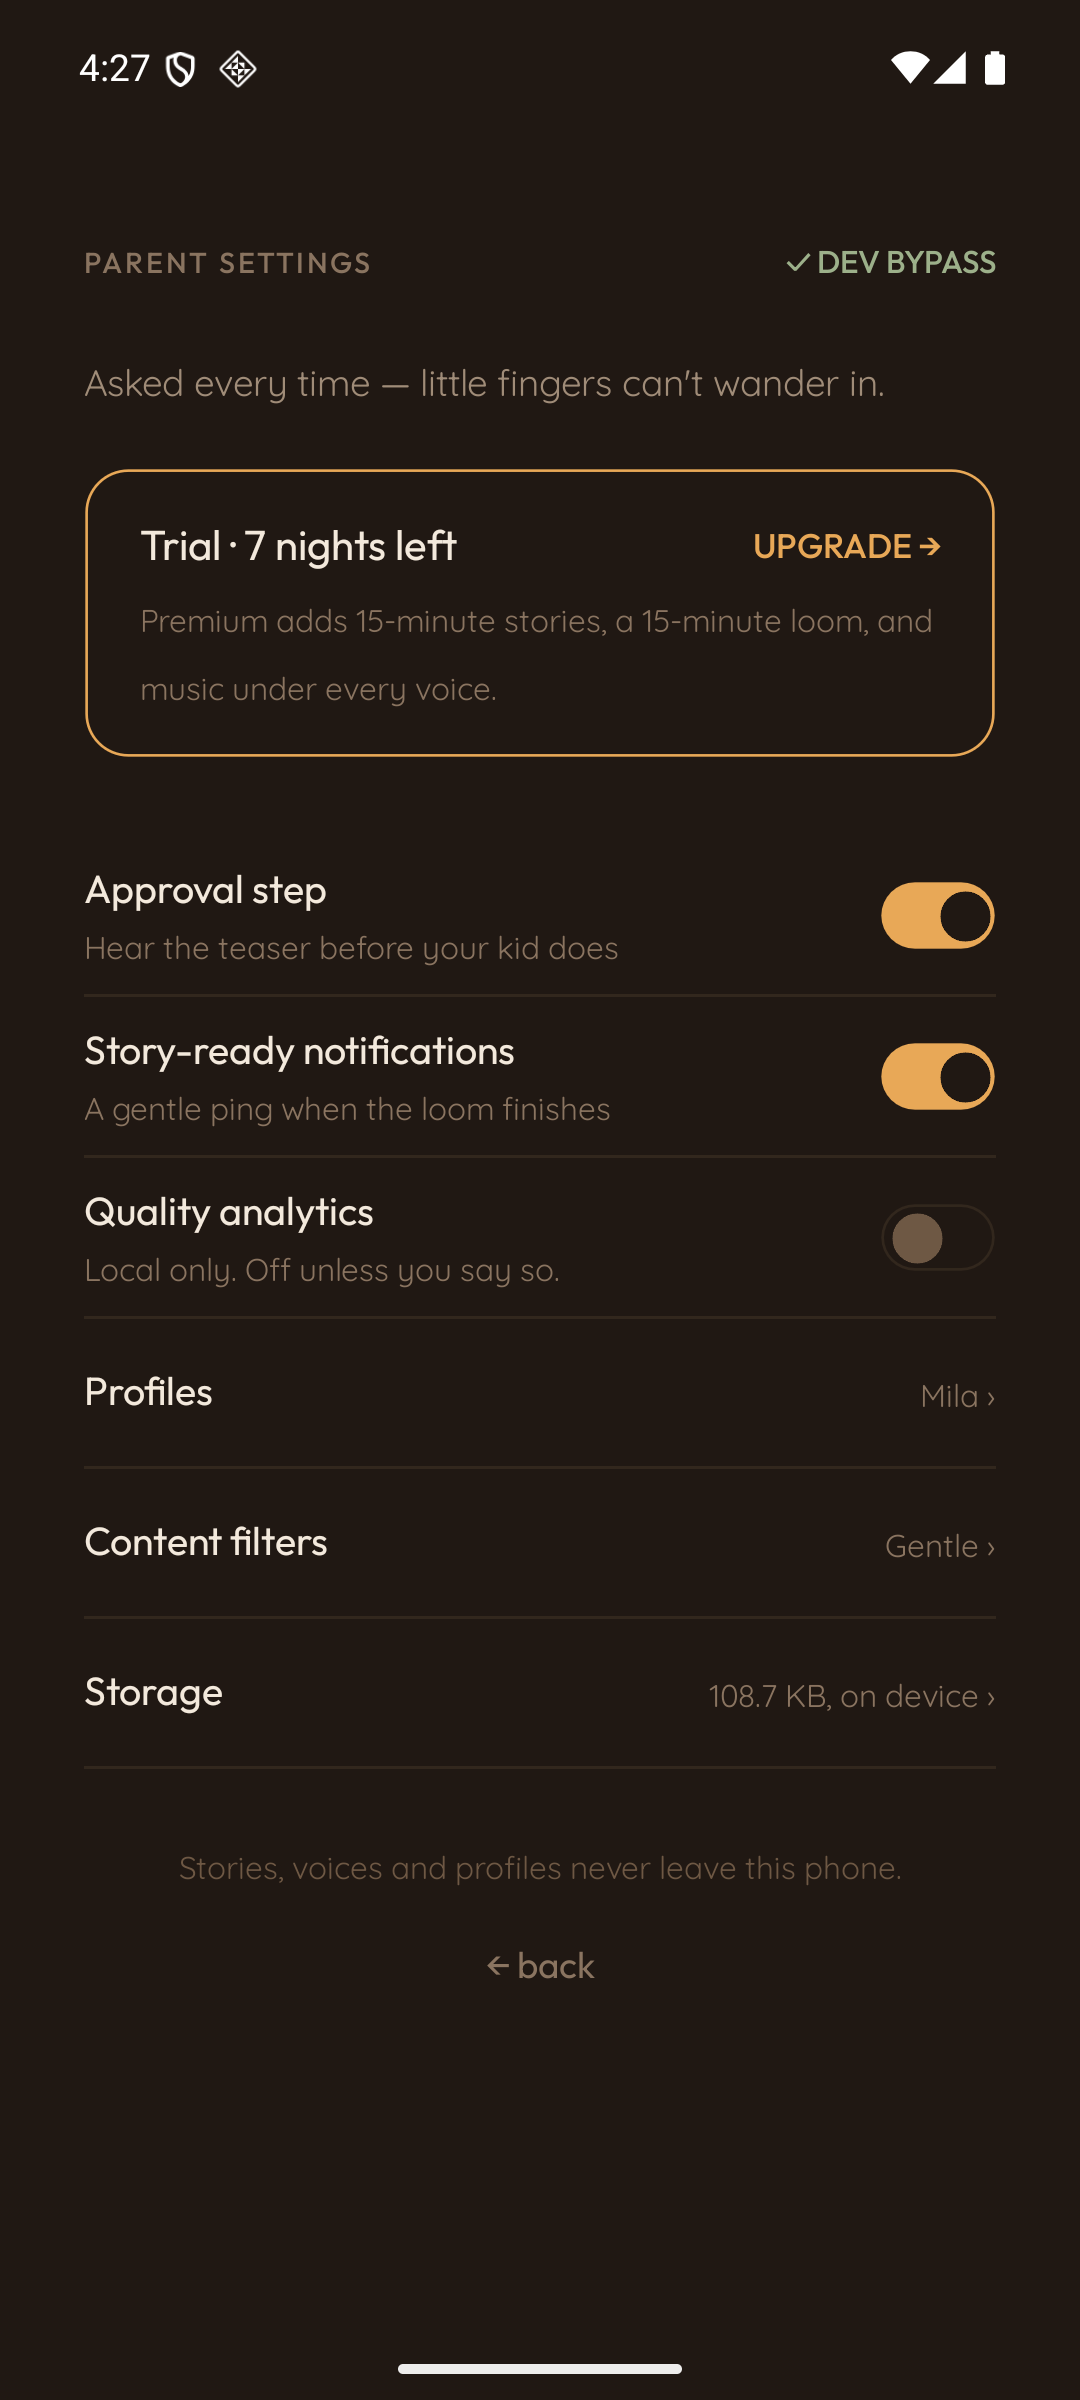 4:27
PARENT SETTINGS ✓ DEV BYPASS
Asked every time — little fingers can't wander in.
Trial · 7 nights left UPGRADE →
Premium adds 15-minute stories, a 15-minute loom, and
music under every voice.
Approval step
Hear the teaser before your kid does
Story-ready notifications
A gentle ping when the loom finishes
Quality analytics
Local only. Off unless you say so.
Profiles Mila ›
Content filters Gentle ›
Storage 108.7 KB, on device ›
Stories, voices and profiles never leave this phone.
← back